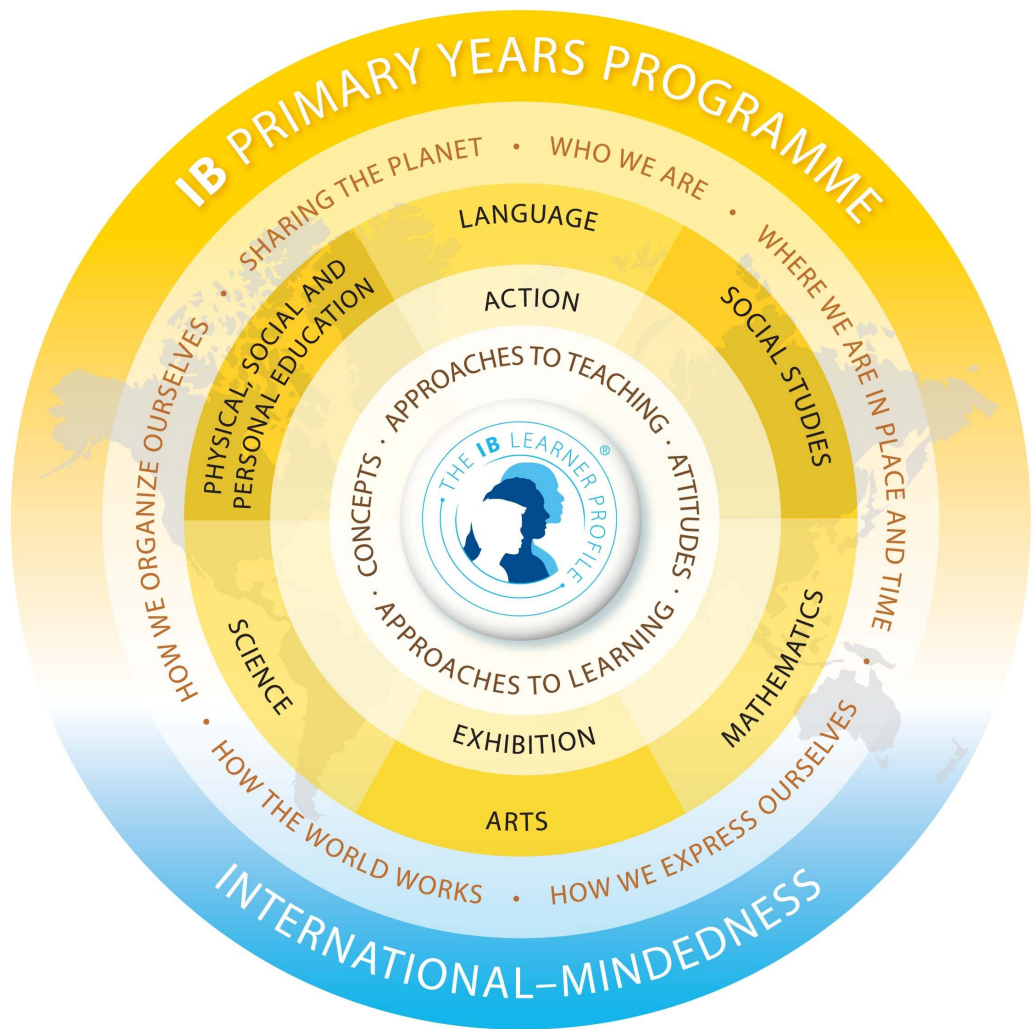 IB PRIMARY YEARS PROGRAMME
SHARING THE PLANET • WHO WE ARE • WHERE WE ARE IN PLACE AND TIME • HOW WE EXPRESS OURSELVES • HOW THE WORLD WORKS • HOW WE ORGANIZE OURSELVES •
LANGUAGE
SOCIAL STUDIES
MATHEMATICS
ARTS
SCIENCE
PHYSICAL, SOCIAL AND
PERSONAL EDUCATION
ACTION
EXHIBITION
APPROACHES TO TEACHING · ATTITUDES · APPROACHES TO LEARNING · CONCEPTS ·
• THE IB LEARNER PROFILE •
®
INTERNATIONAL–MINDEDNESS